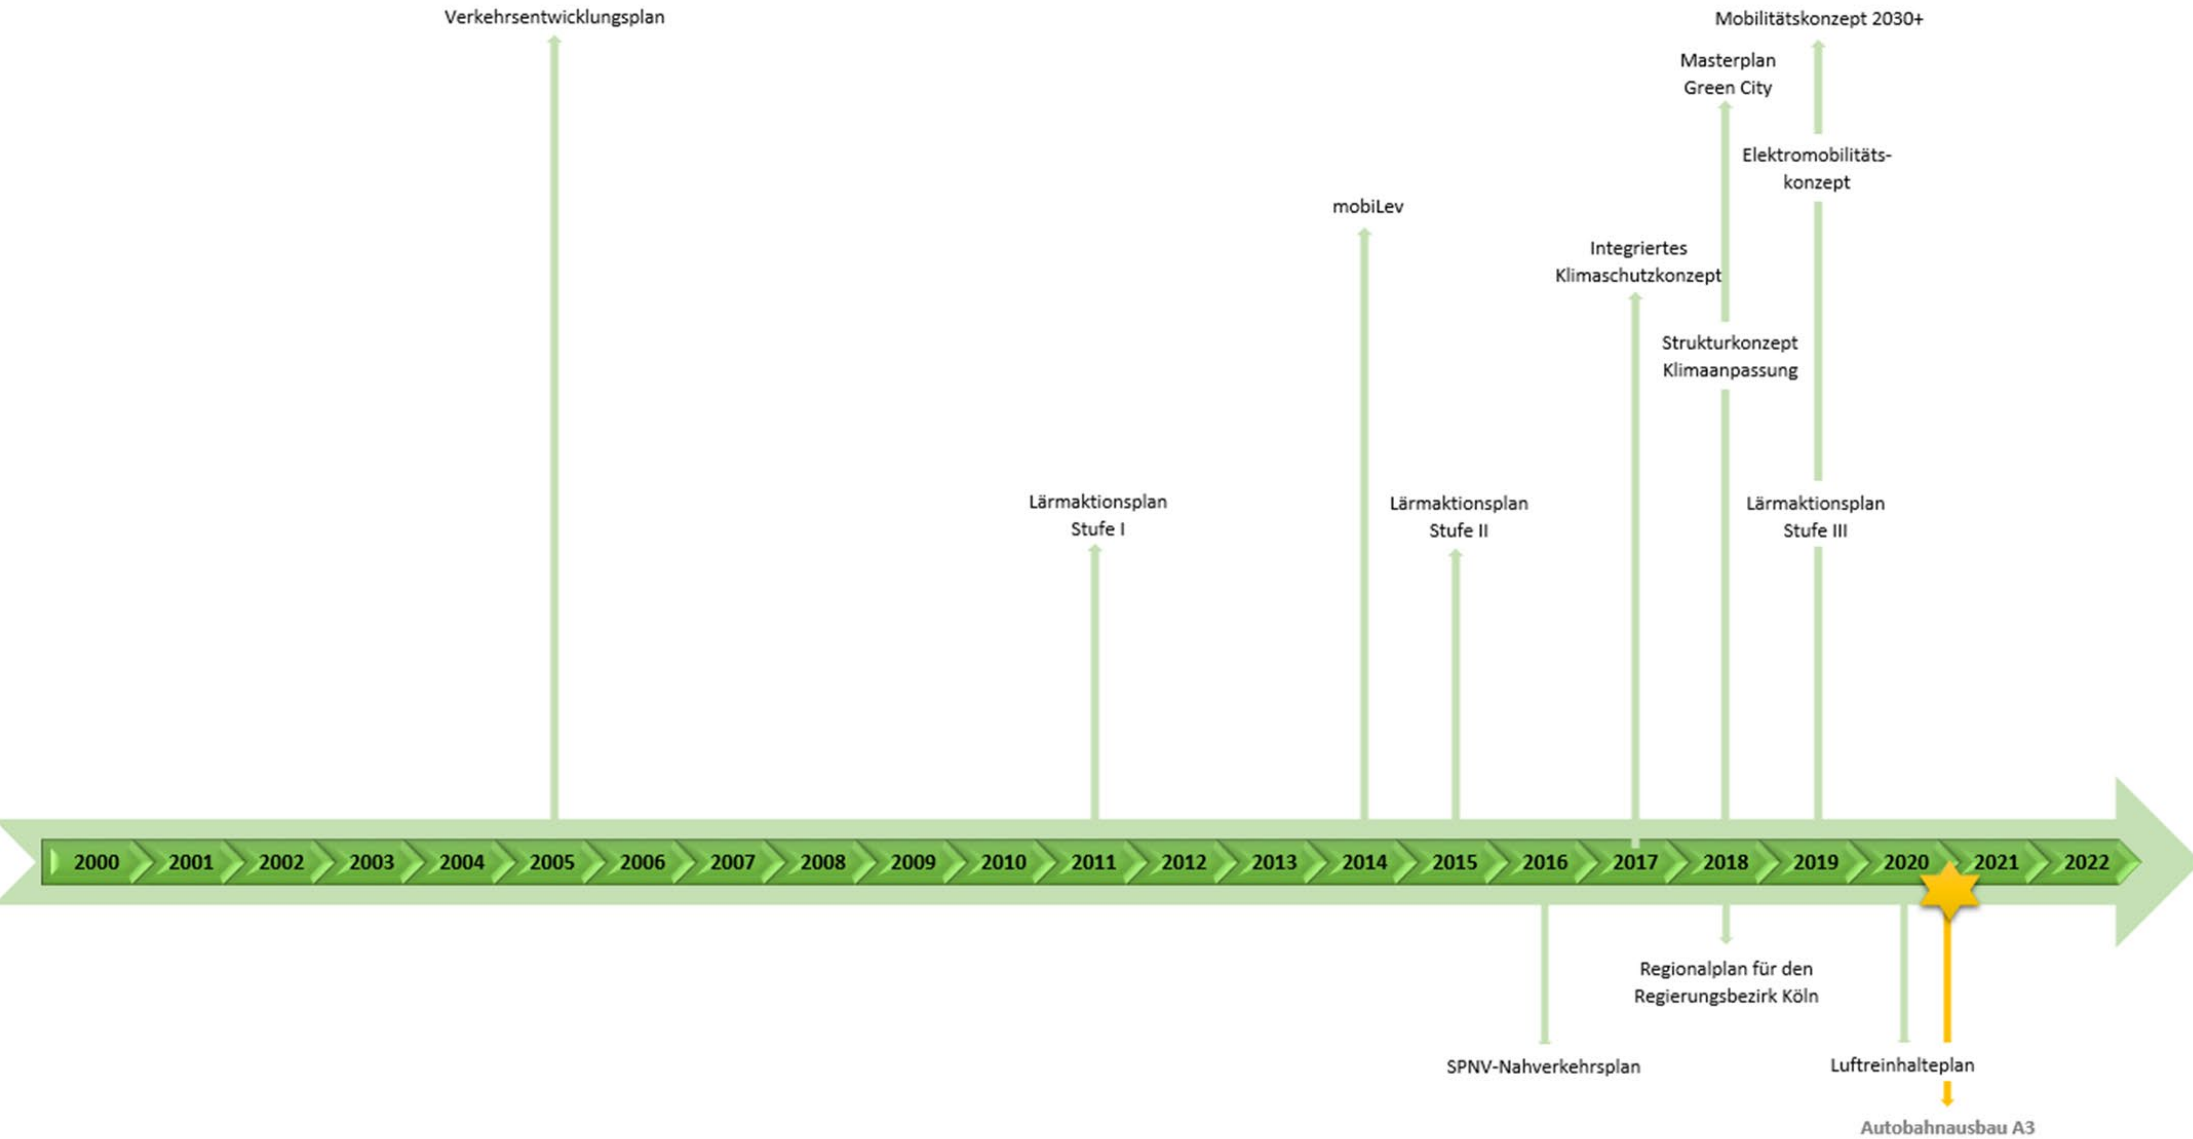 Verkehrsentwicklungsplan
Mobilitätskonzept 2030+
Masterplan
Green City
Elektromobilitäts-
konzept
mobiLev
Integriertes
Klimaschutzkonzept
Strukturkonzept
Klimaanpassung
Lärmaktionsplan
Stufe I
Lärmaktionsplan
Stufe II
Lärmaktionsplan
Stufe III
2000 2001 2002 2003 2004 2005 2006 2007 2008 2009 2010 2011 2012 2013 2014 2015 2016 2017 2018 2019 2020 2021 2022
Regionalplan für den
Regierungsbezirk Köln
SPNV-Nahverkehrsplan
Luftreinhalteplan
Autobahnausbau A3